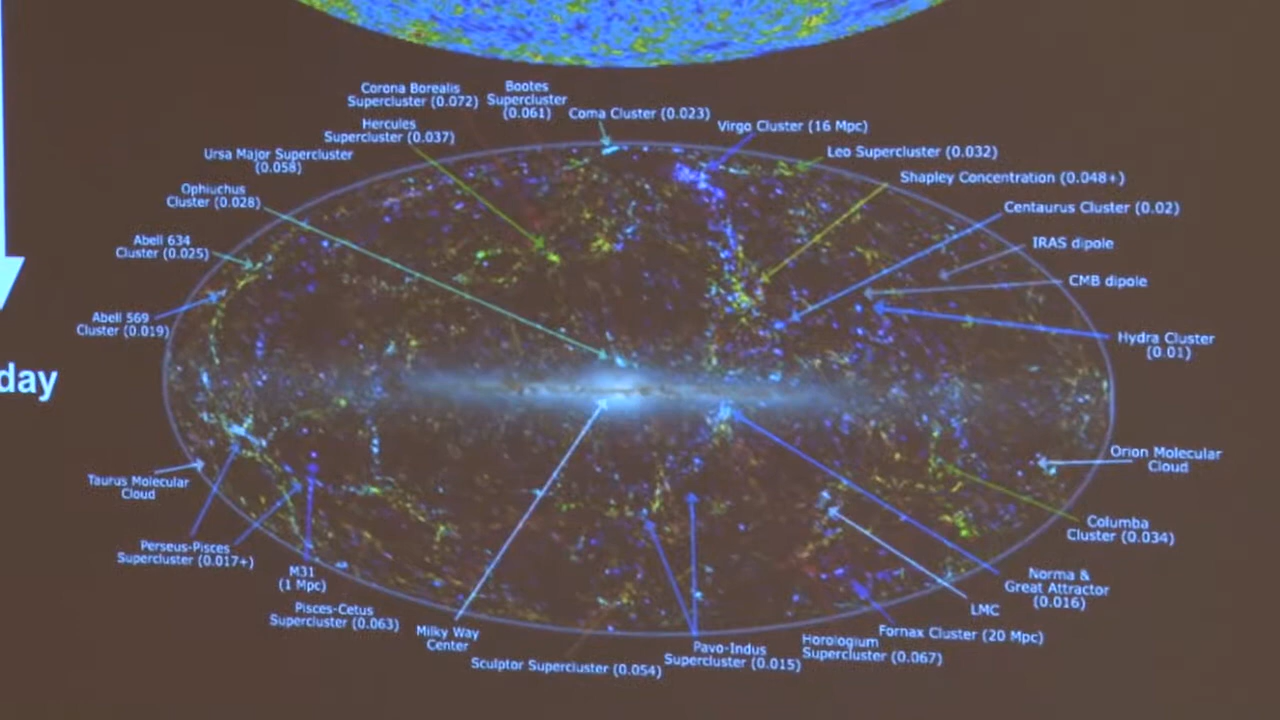 Corona Borealis
Supercluster (0.072)
Bootes
Supercluster
(0.061)
Coma Cluster (0.023)
Hercules
Supercluster (0.037)
Virgo Cluster (16 Mpc)
Ursa Major Supercluster
(0.058)
Leo Supercluster (0.032)
Shapley Concentration (0.048+)
Ophiuchus
Cluster (0.028)
Centaurus Cluster (0.02)
Abell 634
Cluster (0.025)
IRAS dipole
CMB dipole
Abell 569
Cluster (0.019)
Hydra Cluster
(0.01)
day
Taurus Molecular
Cloud
Orion Molecular
Cloud
Columba
Cluster (0.034)
Perseus-Pisces
Supercluster (0.017+)
M31
(1 Mpc)
Norma &
Great Attractor
(0.016)
LMC
Pisces-Cetus
Supercluster (0.063)
Milky Way
Center
Fornax Cluster (20 Mpc)
Horologium
Supercluster (0.067)
Pavo-Indus
Supercluster (0.015)
Sculptor Supercluster (0.054)